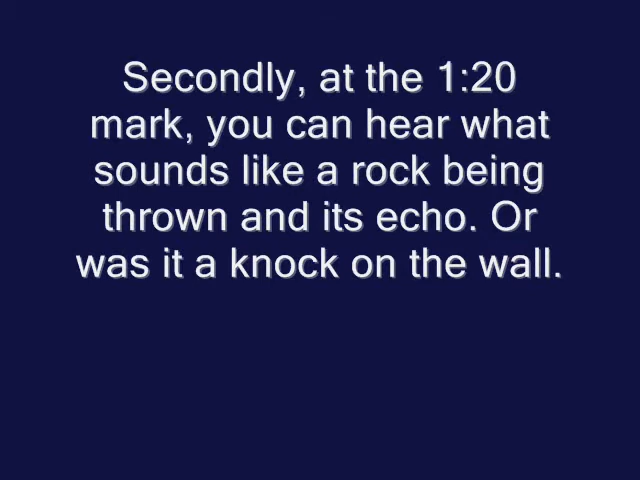 Secondly, at the 1:20
mark, you can hear what
sounds like a rock being
thrown and its echo. Or
was it a knock on the wall.